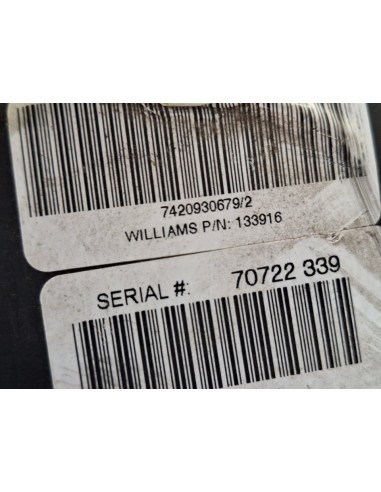 7420930679/2
WILLIAMS P/N: 133916
SERIAL #: 70722 339